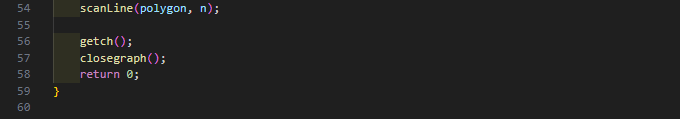 54 scanLine(polygon, n);
55
56 getch();
57 closegraph();
58 return 0;
59 }
60